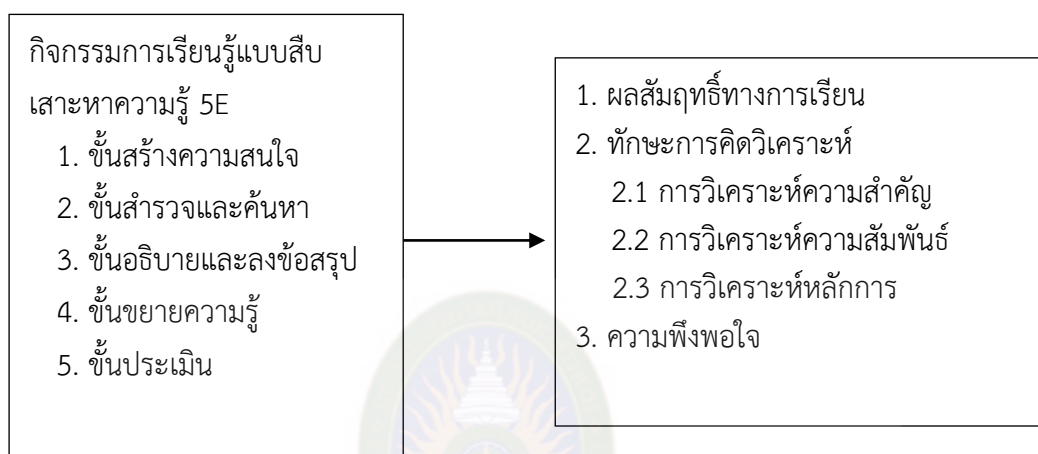 กิจกรรมการเรียนรู้แบบสืบ
เสาะหาความรู้ 5E
1. ขั้นสร้างความสนใจ
2. ขั้นสำรวจและค้นหา
3. ขั้นอธิบายและลงข้อสรุป
4. ขั้นขยายความรู้
5. ขั้นประเมิน
1. ผลสัมฤทธิ์ทางการเรียน
2. ทักษะการคิดวิเคราะห์
2.1 การวิเคราะห์ความสำคัญ
2.2 การวิเคราะห์ความสัมพันธ์
2.3 การวิเคราะห์หลักการ
3. ความพึงพอใจ